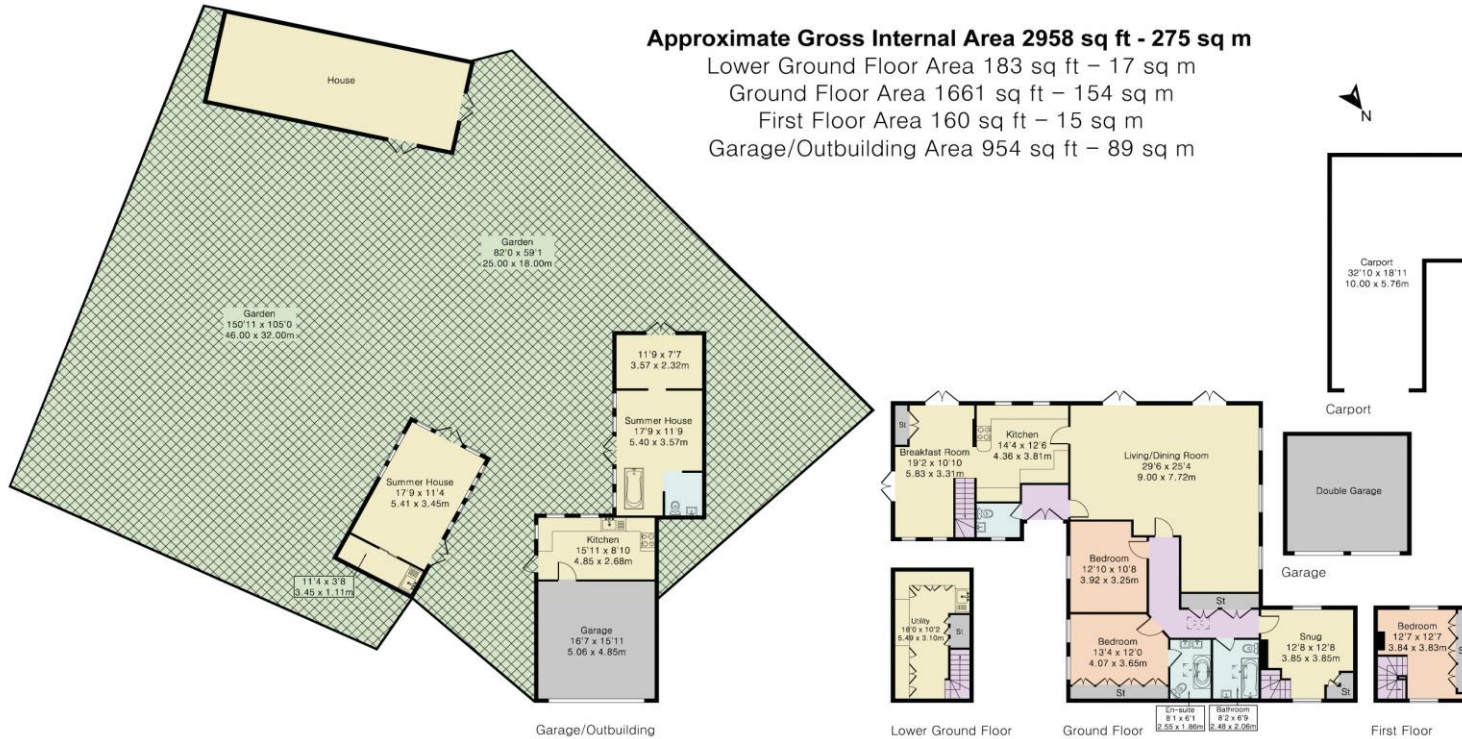 Approximate Gross Internal Area 2958 sq ft - 275 sq m
Lower Ground Floor Area 183 sq ft – 17 sq m
Ground Floor Area 1661 sq ft – 154 sq m
First Floor Area 160 sq ft – 15 sq m
Garage/Outbuilding Area 954 sq ft – 89 sq m
N
House
Garden
82'0 x 59'1
25.00 x 18.00m
Garden
150'11 x 105'0
46.00 x 32.00m
11'9 x 7'7
3.57 x 2.32m
Summer House
17'9 x 11'9
5.40 x 3.57m
Summer House
17'9 x 11'4
5.41 x 3.45m
11'4 x 3'8
3.45 x 1.11m
Kitchen
15'11 x 8'10
4.85 x 2.68m
Garage
16'7 x 15'11
5.06 x 4.85m
Garage/Outbuilding
Carport
32'10 x 18'11
10.00 x 5.76m
Carport
Double Garage
Garage
St
Breakfast Room
19'2 x 10'10
5.83 x 3.31m
Kitchen
14'4 x 12'6
4.36 x 3.81m
Living/Dining Room
29'6 x 25'4
9.00 x 7.72m
Bedroom
12'10 x 10'8
3.92 x 3.25m
St
Bedroom
13'4 x 12'0
4.07 x 3.65m
St
Snug
12'8 x 12'8
3.85 x 3.85m
St
En-suite
8'1 x 6'1
2.55 x 1.86m
Bathroom
8'2 x 6'9
2.48 x 2.06m
Ground Floor
Utility
18'0 x 10'2
5.49 x 3.10m
St
Lower Ground Floor
Bedroom
12'7 x 12'7
3.84 x 3.83m
St
First Floor